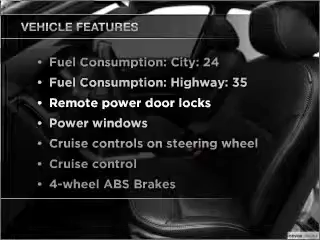 VEHICLE FEATURES
• Fuel Consumption: City: 24
• Fuel Consumption: Highway: 35
• Remote power door locks
• Power windows
• Cruise controls on steering wheel
• Cruise control
• 4-wheel ABS Brakes